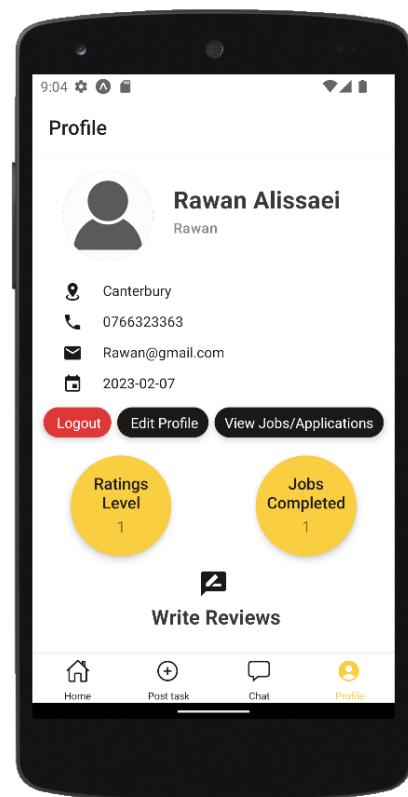 9:04
Profile
Rawan Alissaei
Rawan
Canterbury
0766323363
Rawan@gmail.com
2023-02-07
Logout Edit Profile View Jobs/Applications
Ratings Level
1
Jobs Completed
1
Write Reviews
Home Post task Chat Profile